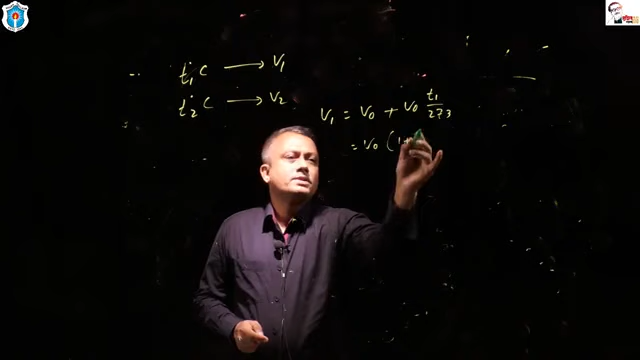 t₁°c → V₁
t₂°c → V₂
V₁ = V₀ + V₀ t₁/273
= V₀ (1+